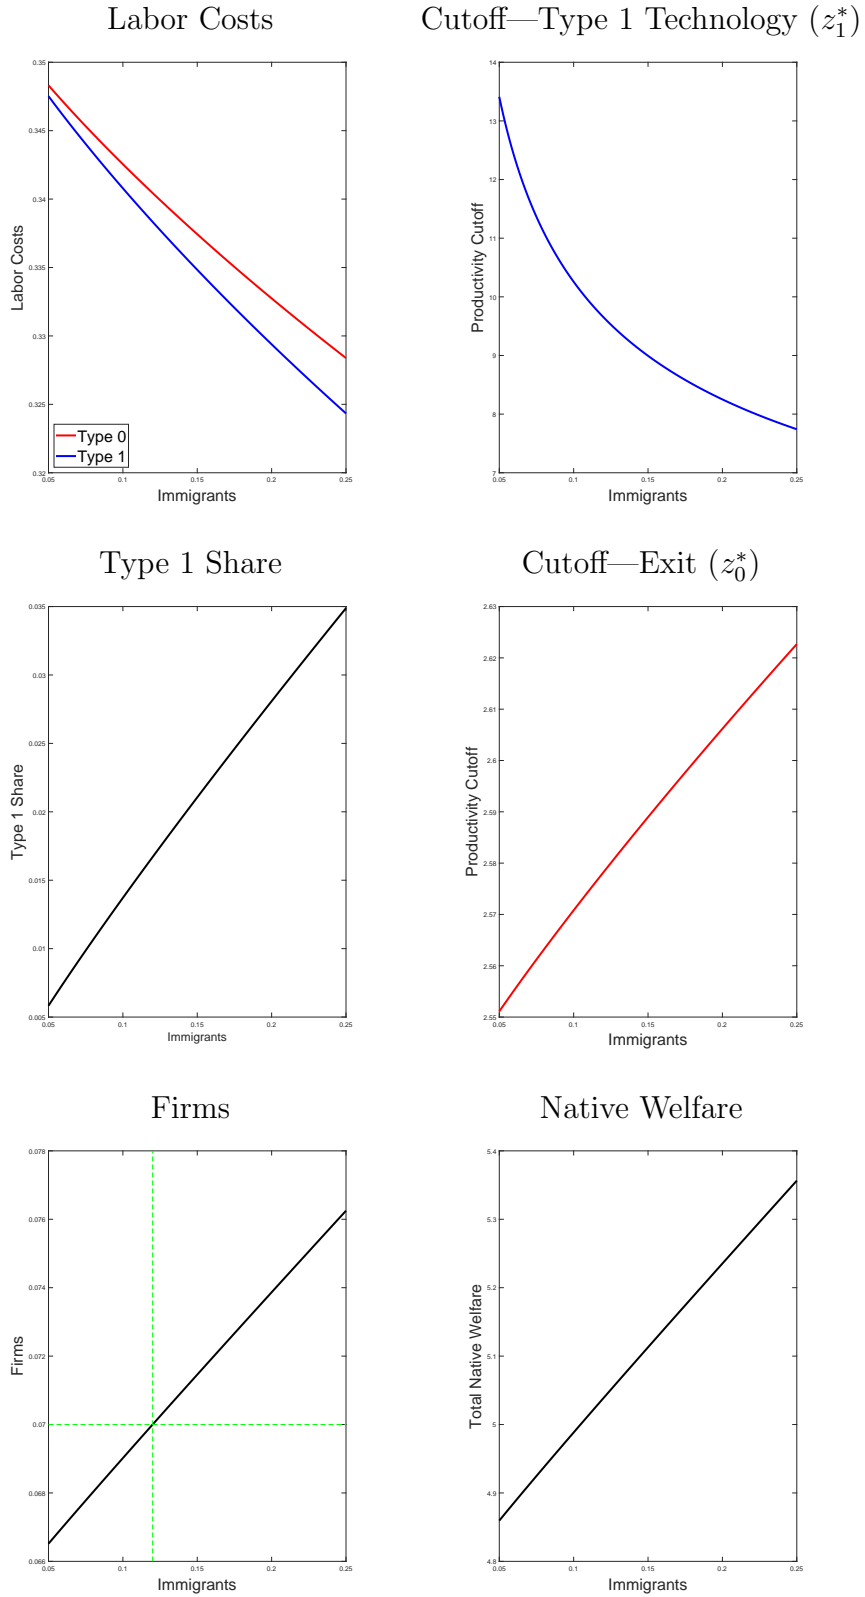 Labor Costs
0.35
0.345
0.34
0.335
0.33
0.325
0.32
Labor Costs
Type 0
Type 1
0.05 0.1 0.15 0.2 0.25
Immigrants
Cutoff—Type 1 Technology (z₁*)
14
13
12
11
10
9
8
7
Productivity Cutoff
0.05 0.1 0.15 0.2 0.25
Immigrants
Type 1 Share
0.035
0.03
0.025
0.02
0.015
0.01
0.005
Type 1 Share
0.05 0.1 0.15 0.2 0.25
Immigrants
Cutoff—Exit (z₀*)
2.63
2.62
2.61
2.6
2.59
2.58
2.57
2.56
2.55
Productivity Cutoff
0.05 0.1 0.15 0.2 0.25
Immigrants
Firms
0.078
0.076
0.074
0.072
0.07
0.068
0.066
Firms
0.05 0.1 0.15 0.2 0.25
Immigrants
Native Welfare
5.4
5.3
5.2
5.1
5
4.9
4.8
Total Native Welfare
0.05 0.1 0.15 0.2 0.25
Immigrants